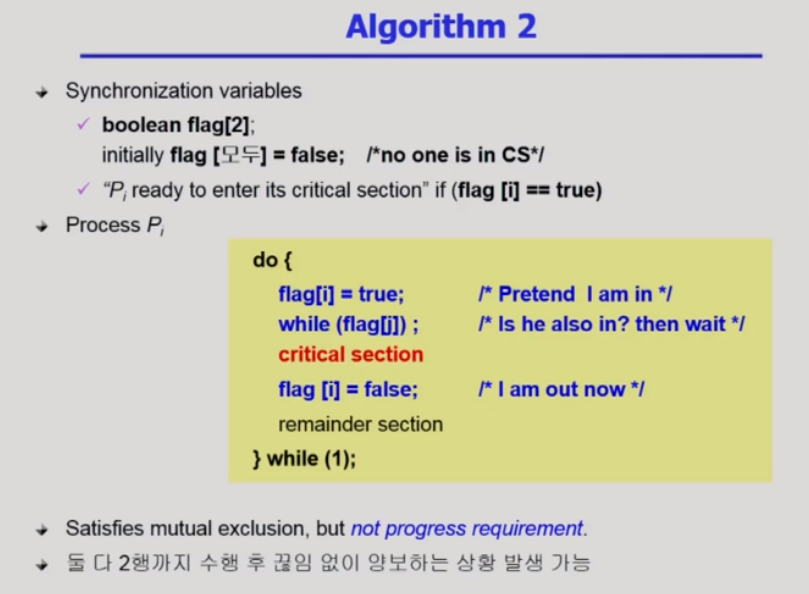 Algorithm 2
Synchronization variables
boolean flag[2];
initially flag [모두] = false; /*no one is in CS*/
“Pi ready to enter its critical section” if (flag [i] == true)
Process Pi
do {
flag[i] = true; /* Pretend I am in */
while (flag[j]) ; /* Is he also in? then wait */
critical section
flag [i] = false; /* I am out now */
remainder section
} while (1);
Satisfies mutual exclusion, but not progress requirement.
둘 다 2행까지 수행 후 끊임 없이 양보하는 상황 발생 가능